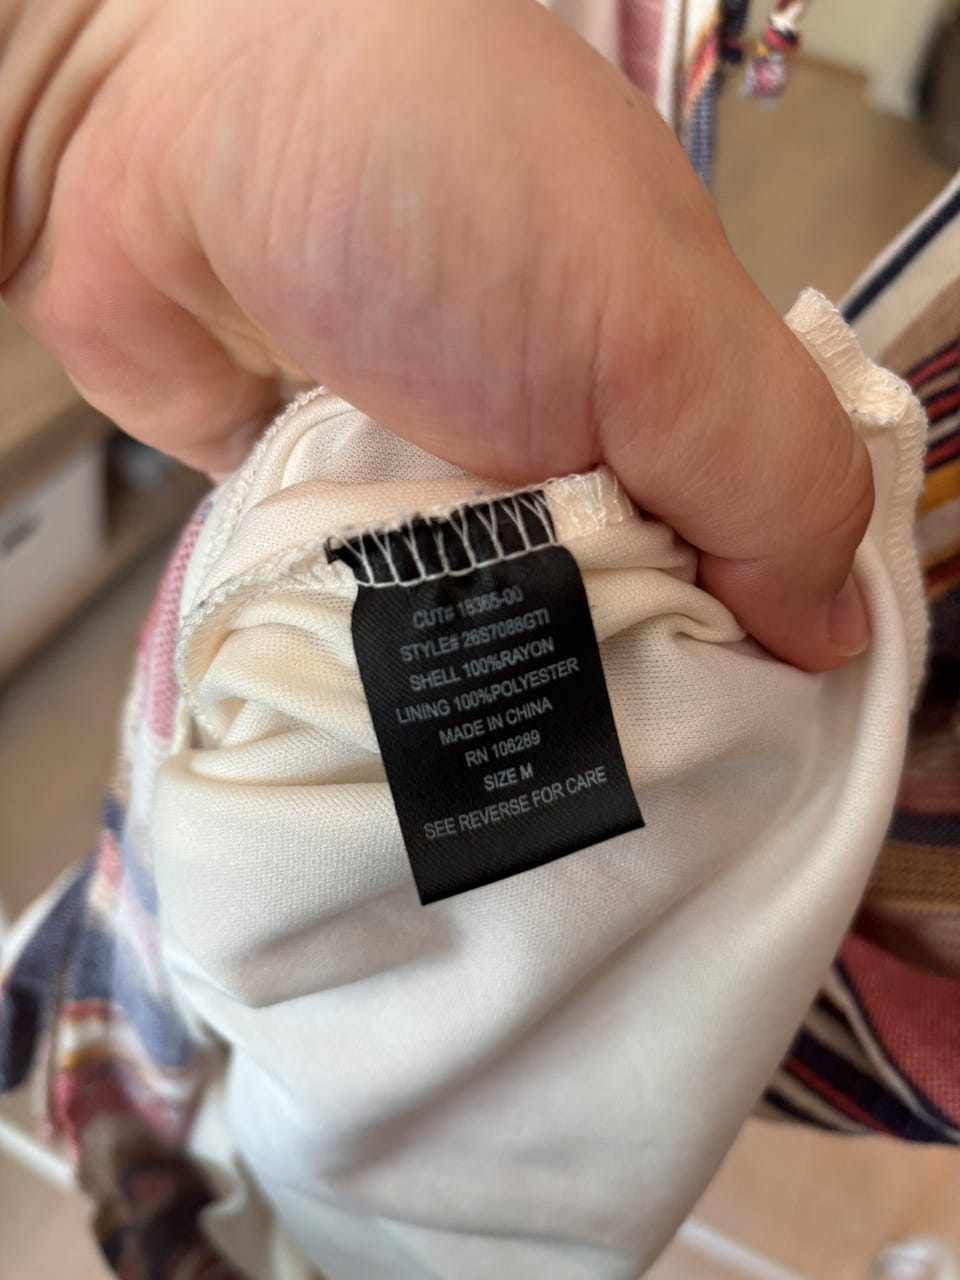 CUT# 18365-00
STYLE# 26S7088GTI
SHELL 100%RAYON
LINING 100%POLYESTER
MADE IN CHINA
RN 106289
SIZE M
SEE REVERSE FOR CARE